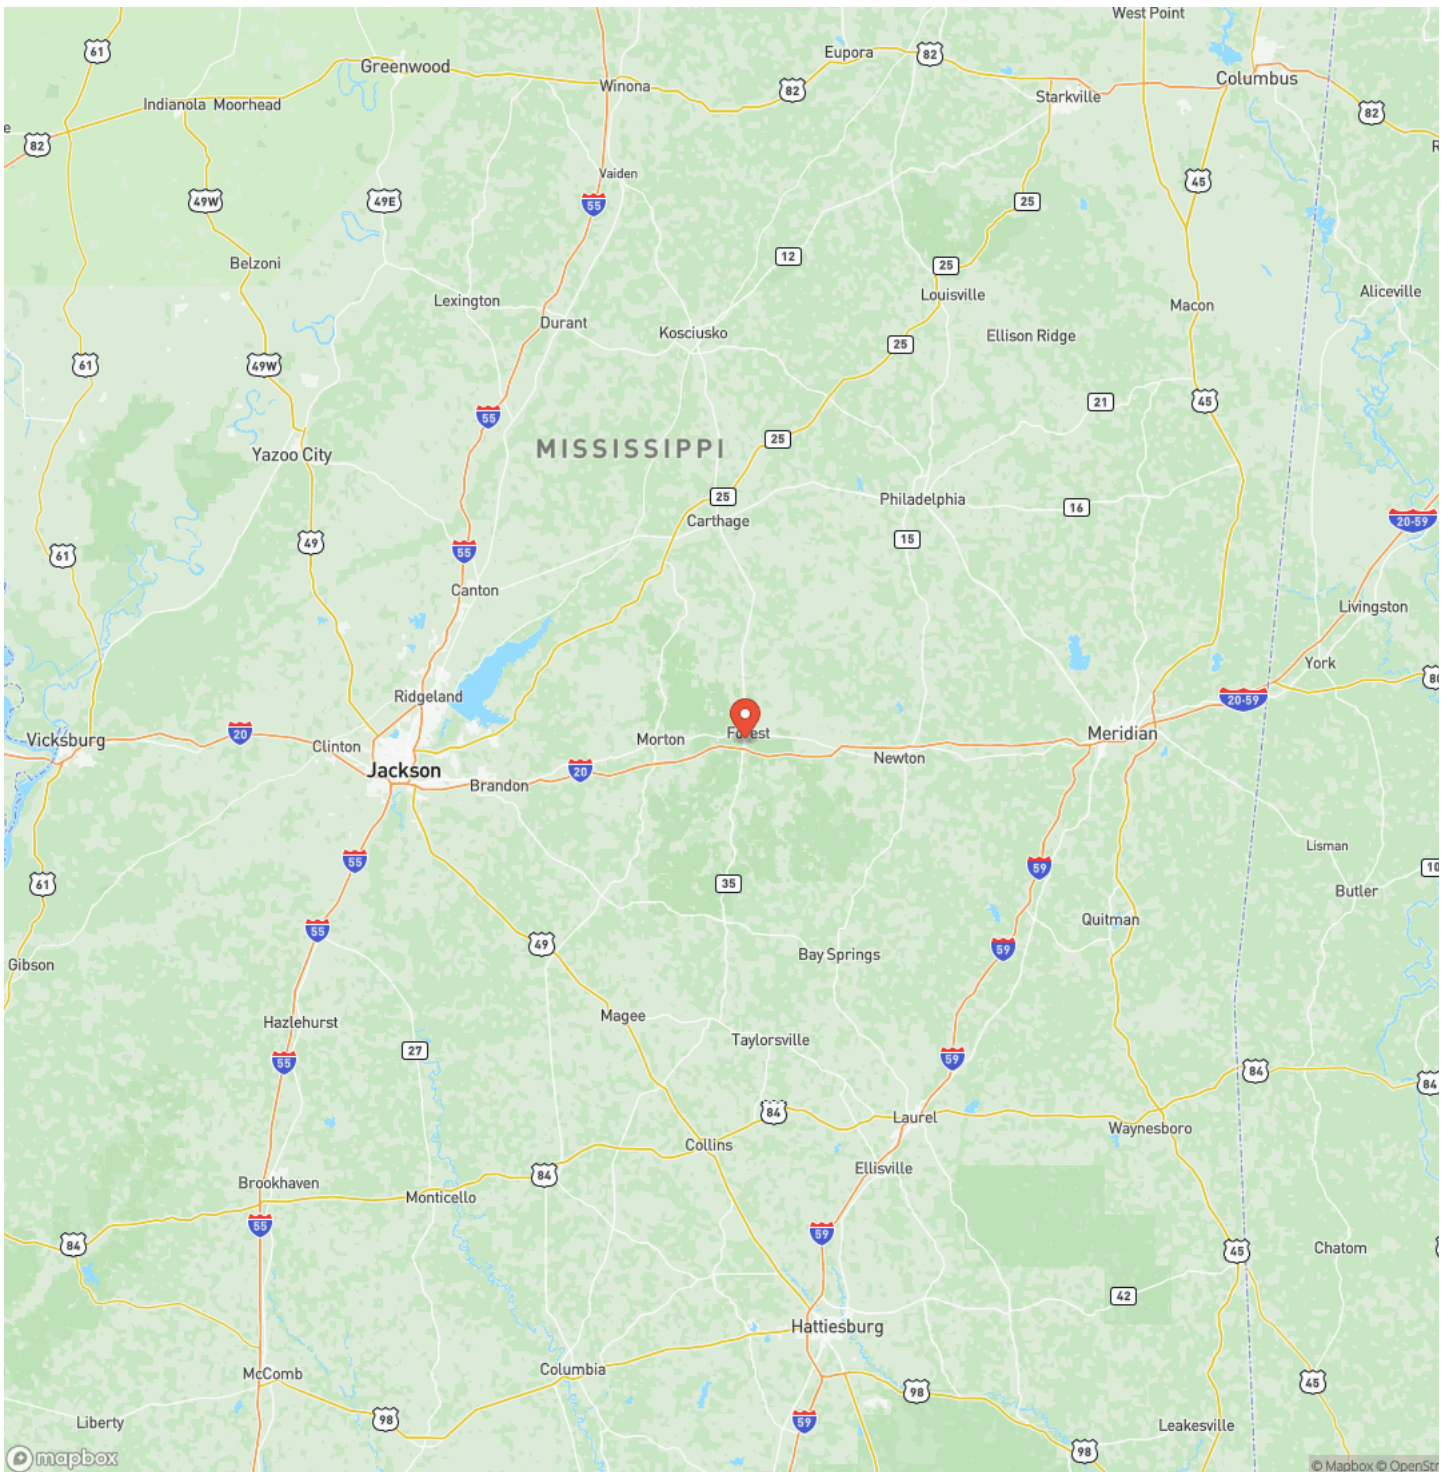 West Point
61
Eupora
82
Greenwood
Columbus
Winona
82
Indianola
Moorhead
Starkville
82
82
Vaiden
45
49W
49E
55
25
12
Belzoni
25
Louisville
Aliceville
Lexington
Macon
Durant
Kosciusko
Ellison Ridge
25
61
49W
21
45
55
25
MISSISSIPPI
Yazoo City
25
Philadelphia
16
Carthage
20-59
49
15
61
55
Canton
Livingston
York
Ridgeland
20-59
Vicksburg
20
Clinton
Morton
Forest
Meridian
Newton
Jackson
20
Brandon
Lisman
55
59
61
35
Butler
10
Quitman
55
49
59
Bay Springs
Gibson
Magee
Hazlehurst
Taylorsville
27
55
59
84
84
84
Laurel
Waynesboro
Collins
84
Ellisville
Brookhaven
Monticello
55
59
84
45
Chatom
42
Hattiesburg
Columbia
McComb
45
98
98
Liberty
59
Leakesville
98
mapbox
© Mapbox © OpenStr